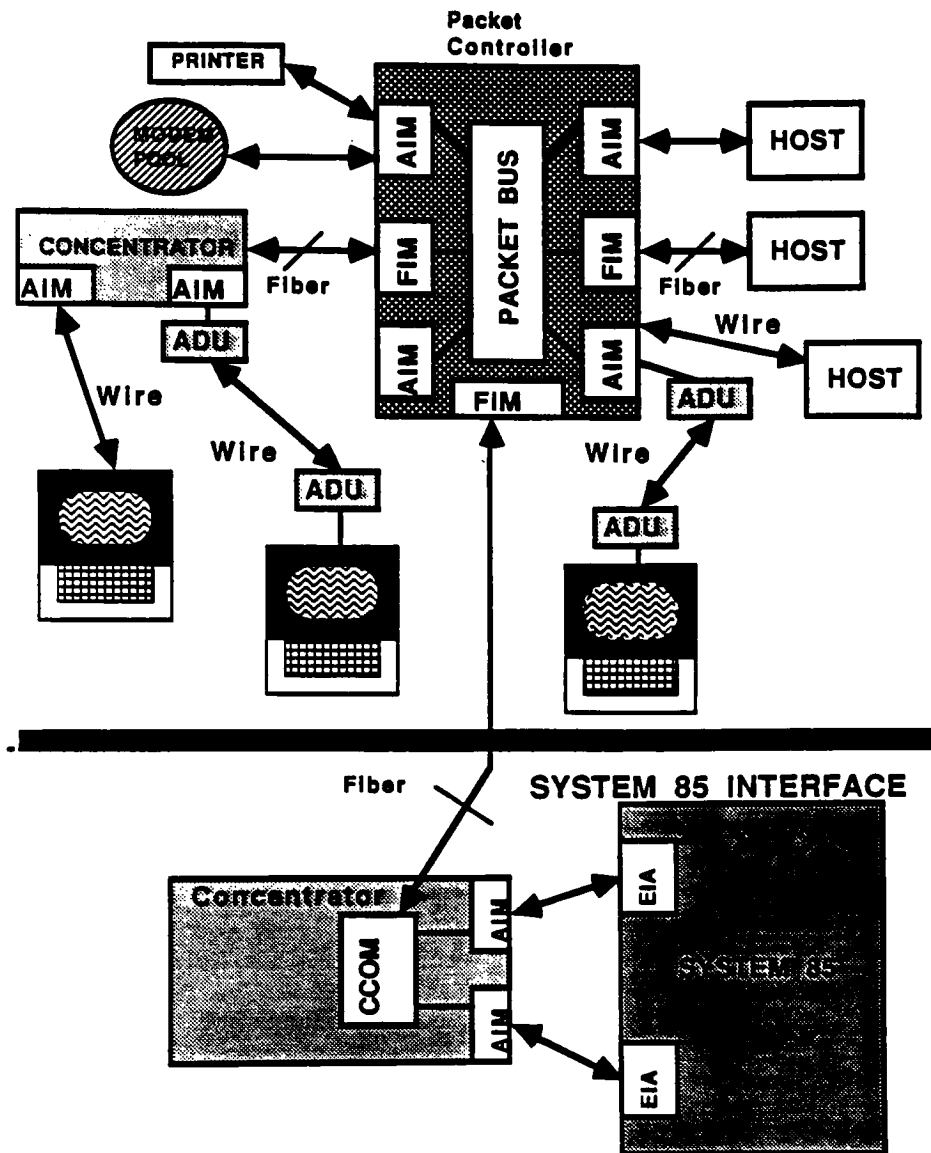 Packet
Controller
PRINTER
MODEM
POOL
AIM
AIM
HOST
PACKET BUS
CONCENTRATOR
AIM
AIM
FIM
Fiber
FIM
Fiber
HOST
ADU
AIM
AIM
Wire
HOST
FIM
ADU
Wire
Wire
ADU
Wire
ADU
Fiber
SYSTEM 85 INTERFACE
Concentrator
AIM
EIA
CCOM
SYSTEM 85
AIM
EIA